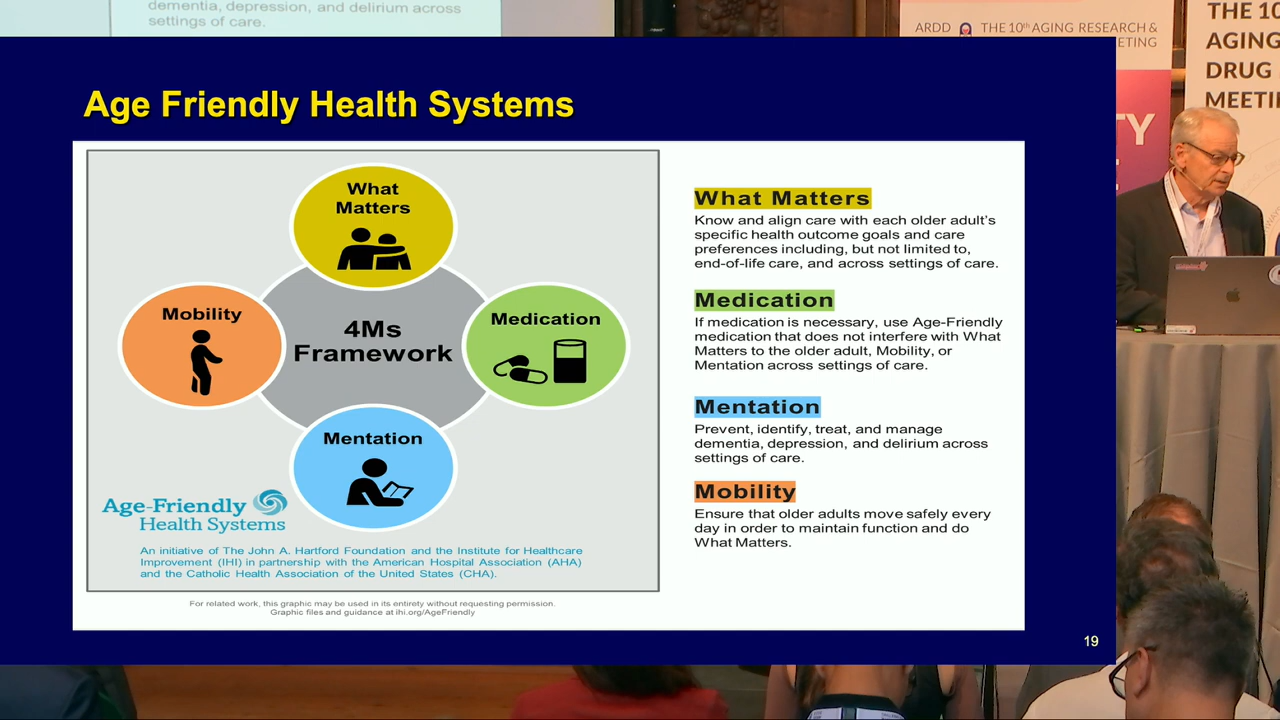 dementia, depression, and delirium across
settings of care.
ARDD THE 10th AGING RESEARCH &
ETING
THE 10
AGING
DRUG
MEETI
TY
Age Friendly Health Systems
What
Matters
Mobility
4Ms
Framework
Medication
Mentation
Age-Friendly
Health Systems
An initiative of The John A. Hartford Foundation and the Institute for Healthcare
Improvement (IHI) in partnership with the American Hospital Association (AHA)
and the Catholic Health Association of the United States (CHA).
For related work, this graphic may be used in its entirety without requesting permission.
Graphic files and guidance at ihi.org/AgeFriendly
What Matters
Know and align care with each older adult's
specific health outcome goals and care
preferences including, but not limited to,
end-of-life care, and across settings of care.
Medication
If medication is necessary, use Age-Friendly
medication that does not interfere with What
Matters to the older adult, Mobility, or
Mentation across settings of care.
Mentation
Prevent, identify, treat, and manage
dementia, depression, and delirium across
settings of care.
Mobility
Ensure that older adults move safely every
day in order to maintain function and do
What Matters.
19